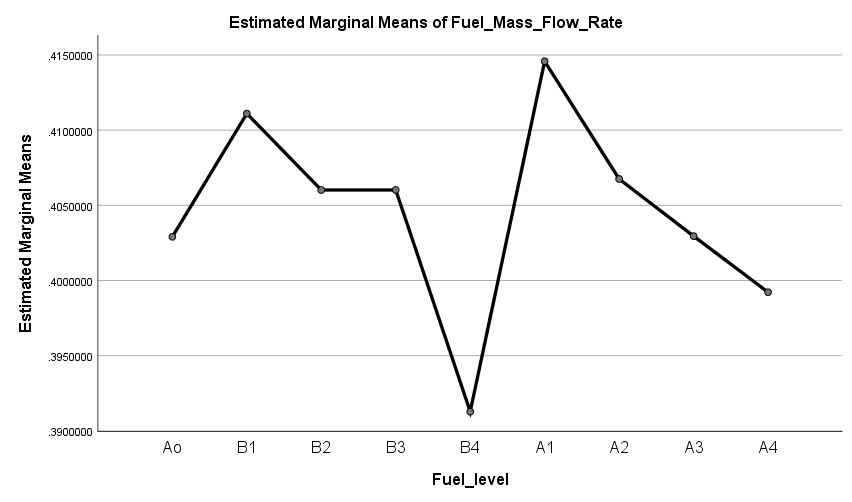 Estimated Marginal Means of Fuel_Mass_Flow_Rate
Estimated Marginal Means
.4150000
.4100000
.4050000
.4000000
.3950000
.3900000
Ao B1 B2 B3 B4 A1 A2 A3 A4
Fuel_level